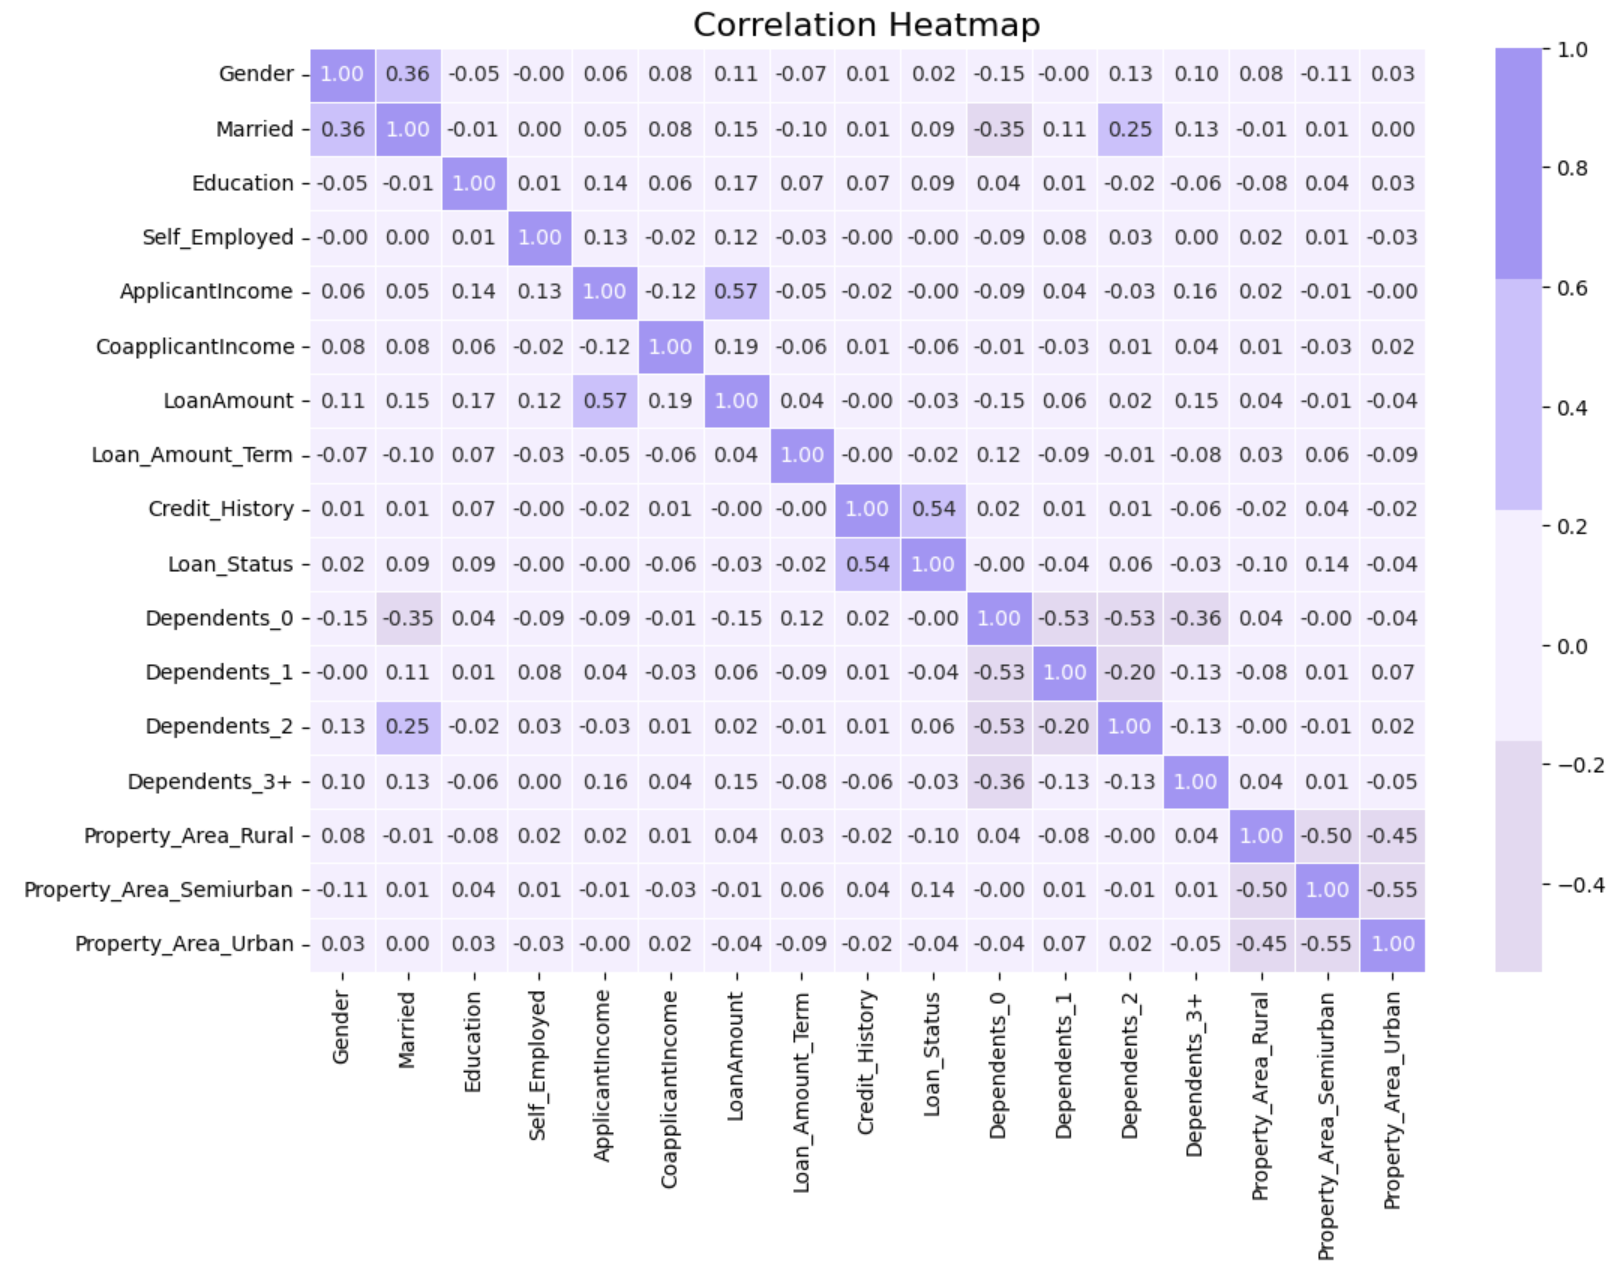 Correlation Heatmap
Gender 1.00 0.36 -0.05 -0.00 0.06 0.08 0.11 -0.07 0.01 0.02 -0.15 -0.00 0.13 0.10 0.08 -0.11 0.03
Married 0.36 1.00 -0.01 0.00 0.05 0.08 0.15 -0.10 0.01 0.09 -0.35 0.11 0.25 0.13 -0.01 0.01 0.00
Education -0.05 -0.01 1.00 0.01 0.14 0.06 0.17 0.07 0.07 0.09 0.04 0.01 -0.02 -0.06 -0.08 0.04 0.03
Self_Employed -0.00 0.00 0.01 1.00 0.13 -0.02 0.12 -0.03 -0.00 -0.00 -0.09 0.08 0.03 0.00 0.02 0.01 -0.03
ApplicantIncome 0.06 0.05 0.14 0.13 1.00 -0.12 0.57 -0.05 -0.02 -0.00 -0.09 0.04 -0.03 0.16 0.02 -0.01 -0.00
CoapplicantIncome 0.08 0.08 0.06 -0.02 -0.12 1.00 0.19 -0.06 0.01 -0.06 -0.01 -0.03 0.01 0.04 0.01 -0.03 0.02
LoanAmount 0.11 0.15 0.17 0.12 0.57 0.19 1.00 0.04 -0.00 -0.03 -0.15 0.06 0.02 0.15 0.04 -0.01 -0.04
Loan_Amount_Term -0.07 -0.10 0.07 -0.03 -0.05 -0.06 0.04 1.00 -0.00 -0.02 0.12 -0.09 -0.01 -0.08 0.03 0.06 -0.09
Credit_History 0.01 0.01 0.07 -0.00 -0.02 0.01 -0.00 -0.00 1.00 0.54 0.02 0.01 0.01 -0.06 -0.02 0.04 -0.02
Loan_Status 0.02 0.09 0.09 -0.00 -0.00 -0.06 -0.03 -0.02 0.54 1.00 -0.00 -0.04 0.06 -0.03 -0.10 0.14 -0.04
Dependents_0 -0.15 -0.35 0.04 -0.09 -0.09 -0.01 -0.15 0.12 0.02 -0.00 1.00 -0.53 -0.53 -0.36 0.04 -0.00 -0.04
Dependents_1 -0.00 0.11 0.01 0.08 0.04 -0.03 0.06 -0.09 0.01 -0.04 -0.53 1.00 -0.20 -0.13 -0.08 0.01 0.07
Dependents_2 0.13 0.25 -0.02 0.03 -0.03 0.01 0.02 -0.01 0.01 0.06 -0.53 -0.20 1.00 -0.13 -0.00 -0.01 0.02
Dependents_3+ 0.10 0.13 -0.06 0.00 0.16 0.04 0.15 -0.08 -0.06 -0.03 -0.36 -0.13 -0.13 1.00 0.04 0.01 -0.05
Property_Area_Rural 0.08 -0.01 -0.08 0.02 0.02 0.01 0.04 0.03 -0.02 -0.10 0.04 -0.08 -0.00 0.04 1.00 -0.50 -0.45
Property_Area_Semiurban -0.11 0.01 0.04 0.01 -0.01 -0.03 -0.01 0.06 0.04 0.14 -0.00 0.01 -0.01 0.01 -0.50 1.00 -0.55
Property_Area_Urban 0.03 0.00 0.03 -0.03 -0.00 0.02 -0.04 -0.09 -0.02 -0.04 -0.04 0.07 0.02 -0.05 -0.45 -0.55 1.00
Gender
Married
Education
Self_Employed
ApplicantIncome
CoapplicantIncome
LoanAmount
Loan_Amount_Term
Credit_History
Loan_Status
Dependents_0
Dependents_1
Dependents_2
Dependents_3+
Property_Area_Rural
Property_Area_Semiurban
Property_Area_Urban
1.0
0.8
0.6
0.4
0.2
0.0
−0.2
−0.4